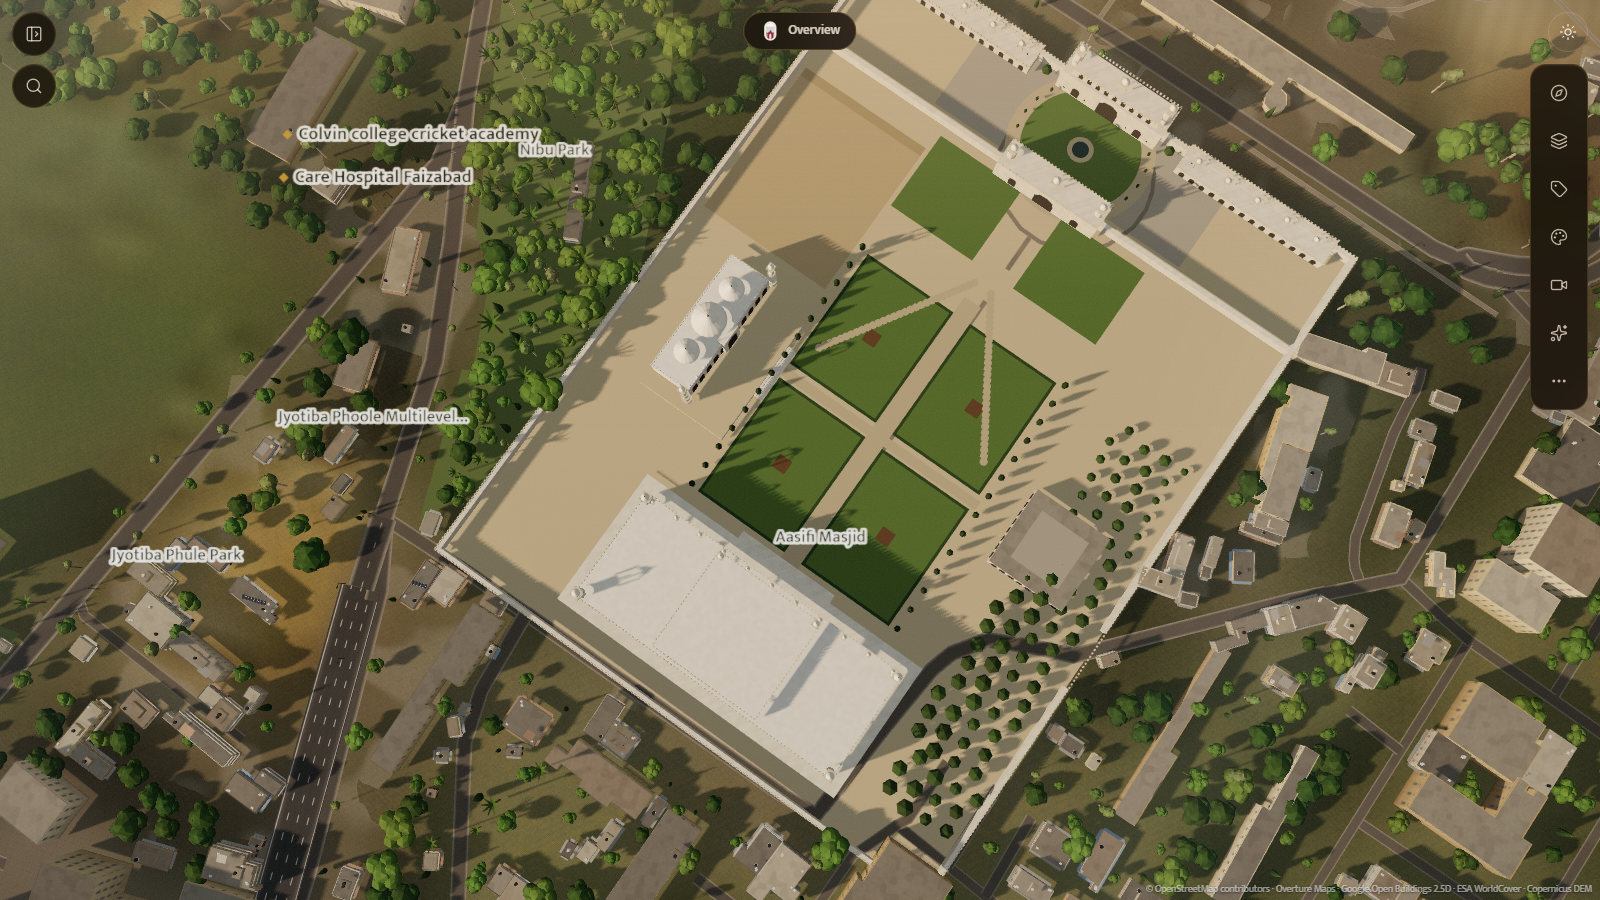 Overview
Colvin college cricket academy
Nibu Park
Care Hospital Faizabad
Jyotiba Phoole Multilevel...
Aasifi Masjid
Jyotiba Phule Park
© OpenStreetMap contributors · Overture Maps · Google Open Buildings 2.5D · ESA WorldCover · Copernicus DEM